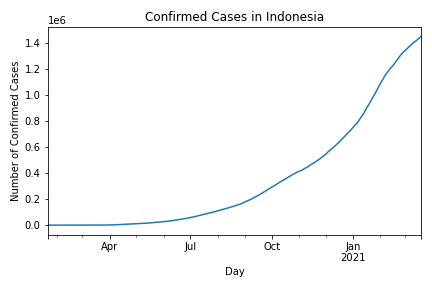 Confirmed Cases in Indonesia
1e6
1.4
1.2
1.0
0.8
0.6
0.4
0.2
0.0
Number of Confirmed Cases
Apr Jul Oct Jan
2021
Day